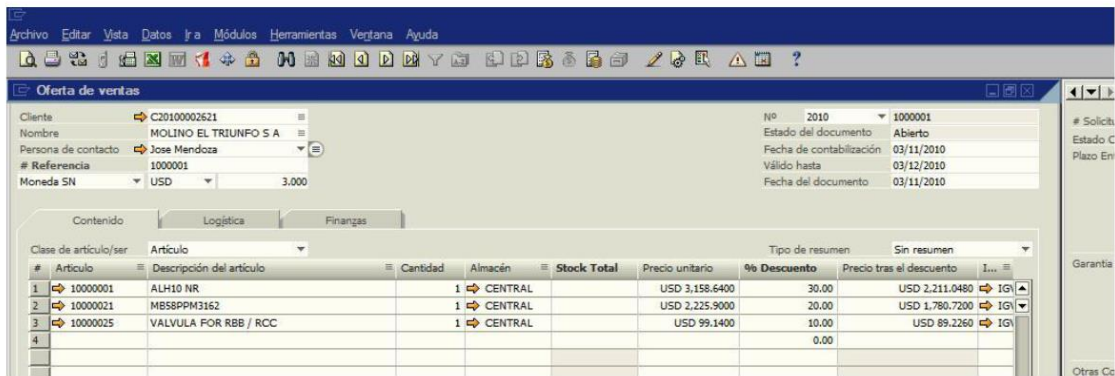 Archivo Editar Vista Datos Ir a Módulos Herramientas Ventana Ayuda
Oferta de ventas
Cliente C20100002621 Nº 2010 1000001
Nombre MOLINO EL TRIUNFO S A Estado del documento Abierto
Persona de contacto Jose Mendoza Fecha de contabilización 03/11/2010
# Referencia 1000001 Válido hasta 03/12/2010
Moneda SN USD 3.000 Fecha del documento 03/11/2010
# Solicitu
Estado C
Plazo En
Contenido Logística Finanzas
Clase de artículo/ser Artículo Tipo de resumen Sin resumen
# Articulo Descripción del artículo Cantidad Almacén Stock Total Precio unitario % Descuento Precio tras el descuento I...
Garantia
1 10000001 ALH10 NR 1 CENTRAL USD 3,158.6400 30.00 USD 2,211.0480 IGV
2 10000021 MB58PPM3162 1 CENTRAL USD 2,225.9000 20.00 USD 1,780.7200 IGV
3 10000025 VALVULA FOR RBB / RCC 1 CENTRAL USD 99.1400 10.00 USD 89.2260 IGV
4 0.00
Otras Co